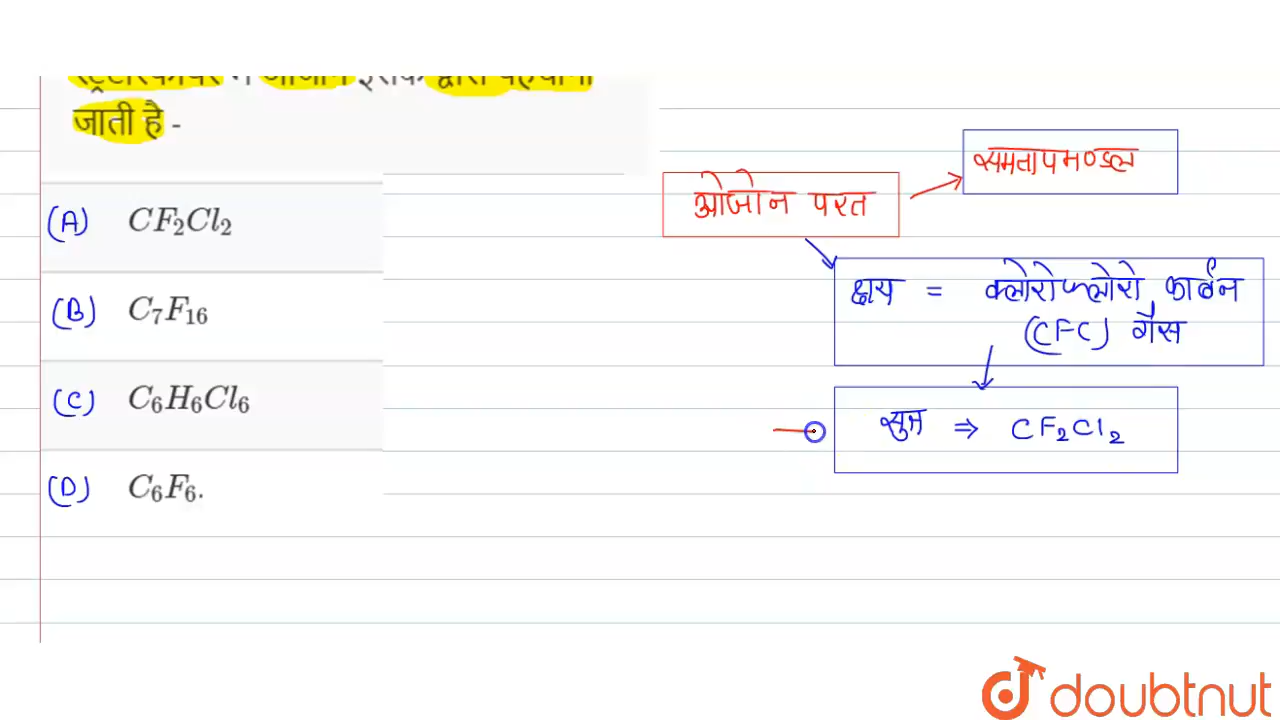 जाती है -
(A) CF₂Cl₂
(B) C₇F₁₆
(C) C₆H₆Cl₆
(D) C₆F₆.
समतापमण्डल
ओजोन परत
क्षय = क्लोरोफ्लोरो कार्बन
(CFC) गैस
सुत्र ⇒ CF₂Cl₂
doubtnut